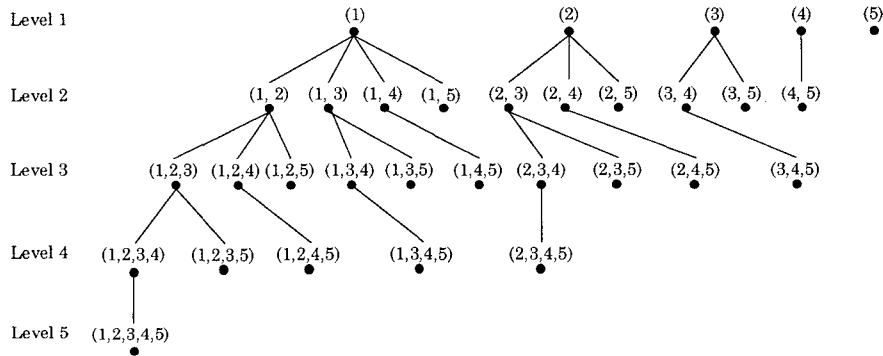 Level 1 (1) (2) (3) (4) (5)
Level 2 (1, 2) (1, 3) (1, 4) (1, 5) (2, 3) (2, 4) (2, 5) (3, 4) (3, 5) (4, 5)
Level 3 (1,2,3) (1,2,4) (1,2,5) (1,3,4) (1,3,5) (1,4,5) (2,3,4) (2,3,5) (2,4,5) (3,4,5)
Level 4 (1,2,3,4) (1,2,3,5) (1,2,4,5) (1,3,4,5) (2,3,4,5)
Level 5 (1,2,3,4,5)